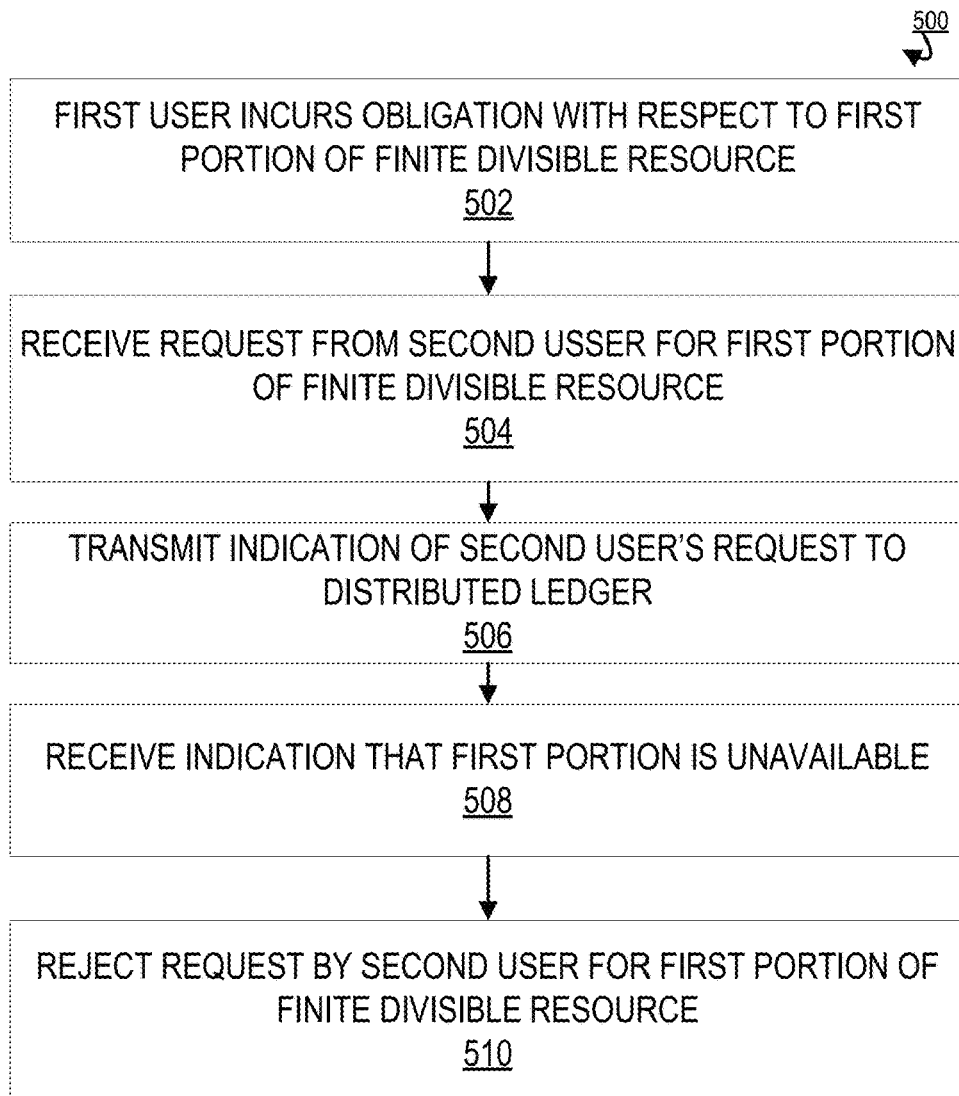 500
FIRST USER INCURS OBLIGATION WITH RESPECT TO FIRST
PORTION OF FINITE DIVISIBLE RESOURCE
502
RECEIVE REQUEST FROM SECOND USSER FOR FIRST PORTION
OF FINITE DIVISIBLE RESOURCE
504
TRANSMIT INDICATION OF SECOND USER'S REQUEST TO
DISTRIBUTED LEDGER
506
RECEIVE INDICATION THAT FIRST PORTION IS UNAVAILABLE
508
REJECT REQUEST BY SECOND USER FOR FIRST PORTION OF
FINITE DIVISIBLE RESOURCE
510